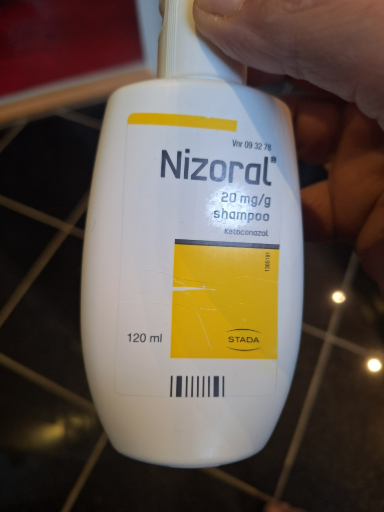 Vnr 09 32 78
Nizoral®
20 mg/g
shampoo
Ketoconazol
120 ml
STADA